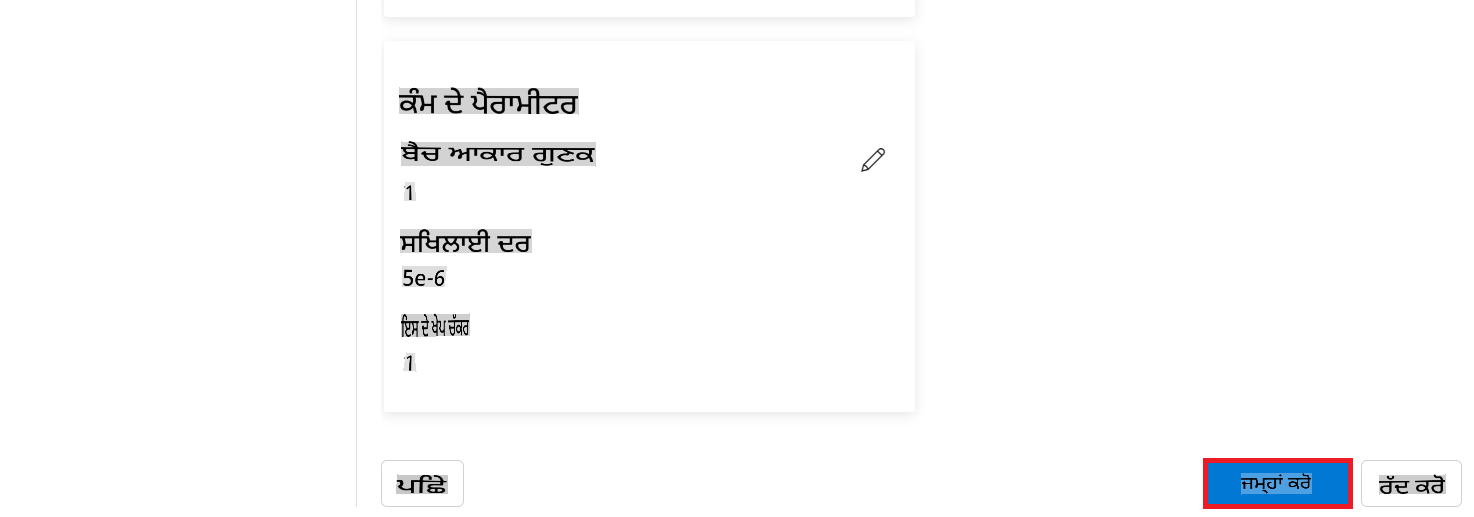 ਕੰਮ ਦੇ ਪੈਰਾਮੀਟਰ
ਬੈਚ ਆਕਾਰ ਗੁਣਕ
1
ਸਖਿਲਾਈ ਦਰ
5e-6
ਇਸ ਦੇ ਖੇਪ ਚੱਕਰ
1
ਪਛਿੇ
ਜਮ੍ਹਾਂ ਕਰੋ
ਰੱਦ ਕਰੋ